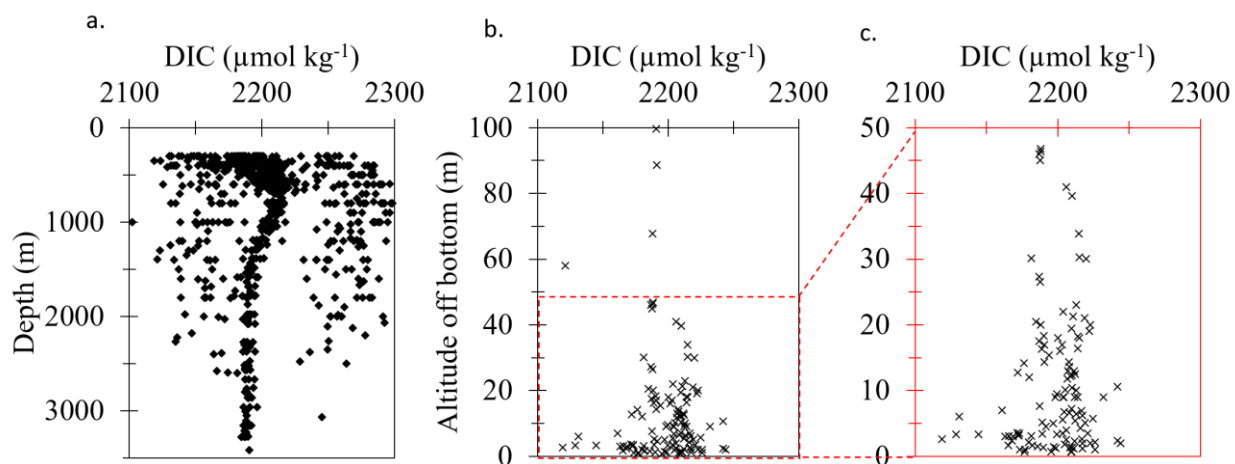 a.
DIC (µmol kg-1)
2100 2200 2300
0
1000
2000
3000
Depth (m)
b.
DIC (µmol kg-1)
2100 2200 2300
100
80
60
40
20
0
Altitude off bottom (m)
c.
DIC (µmol kg-1)
2100 2200 2300
50
40
30
20
10
0